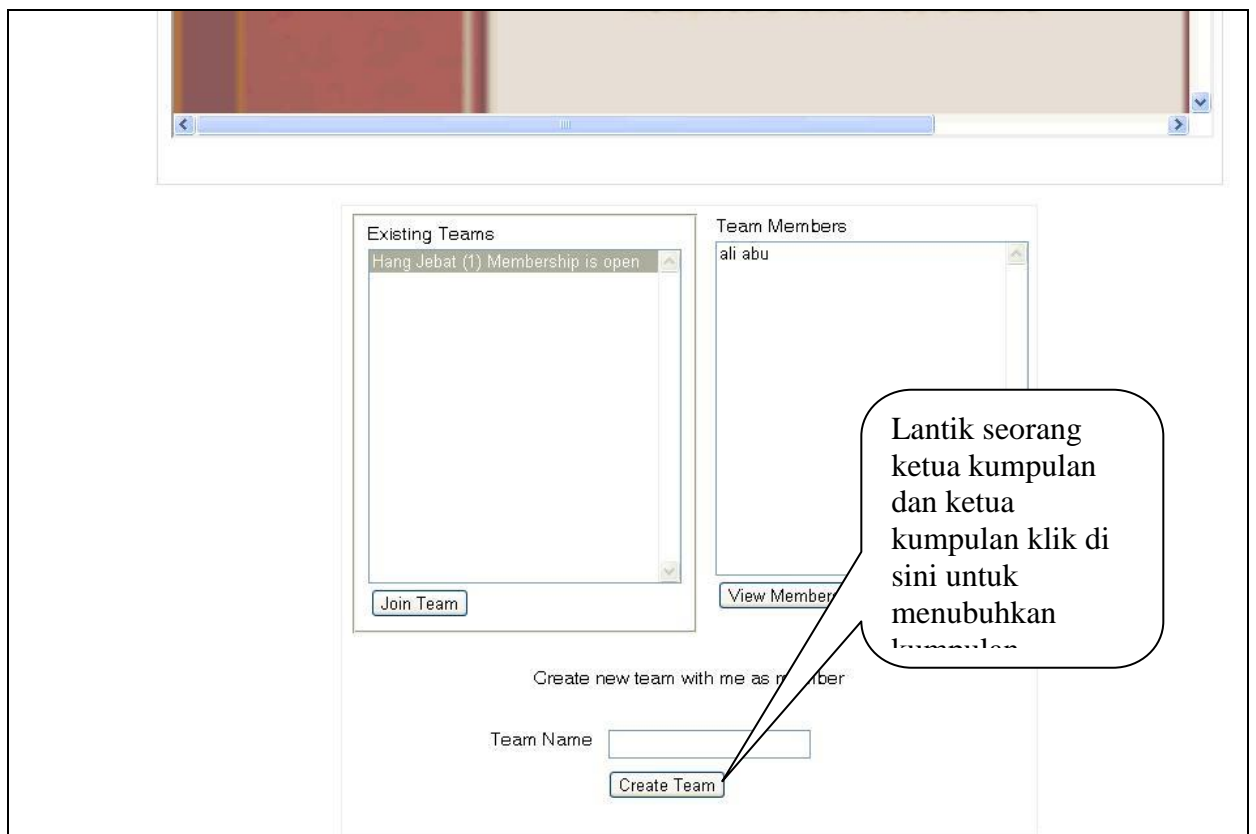 Existing Teams
Hang Jebat (1) Membership is open
Join Team
Team Members
ali abu
View Members
Lantik seorang
ketua kumpulan
dan ketua
kumpulan klik di
sini untuk
menubuhkan
Create new team with me as member
Team Name
Create Team